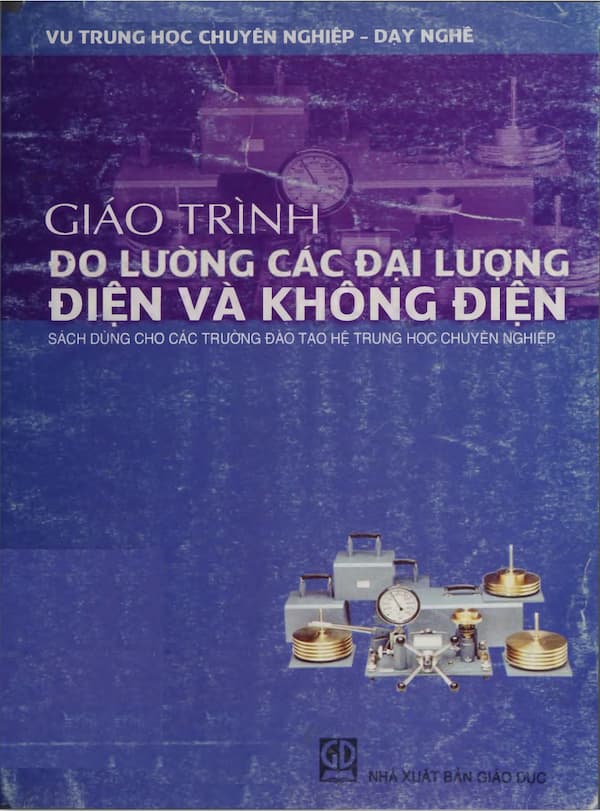 VỤ TRUNG HỌC CHUYÊN NGHIỆP - DẠY NGHỀ
GIÁO TRÌNH
ĐO LƯỜNG CÁC ĐẠI LƯỢNG
ĐIỆN VÀ KHÔNG ĐIỆN
SÁCH DÙNG CHO CÁC TRƯỜNG ĐÀO TẠO HỆ TRUNG HỌC CHUYÊN NGHIỆP
GD
NHÀ XUẤT BẢN GIÁO DỤC